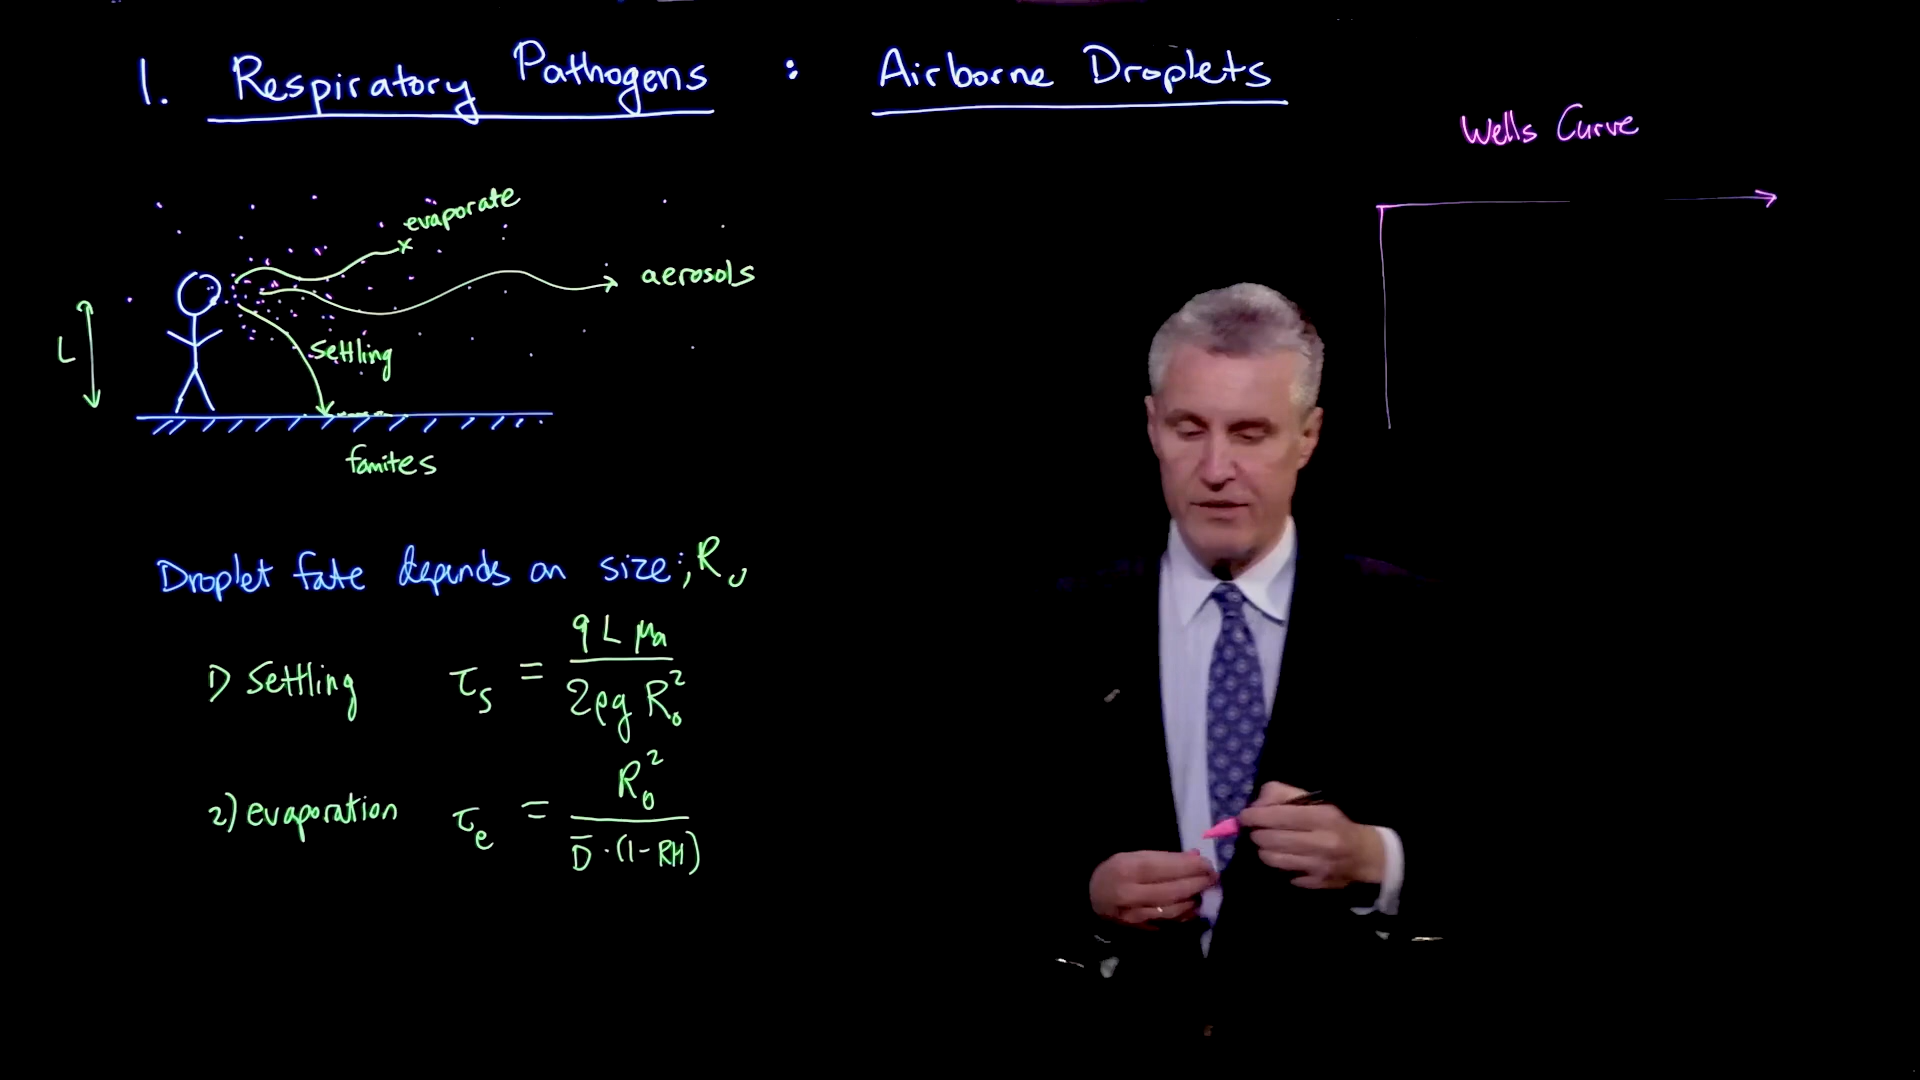 1. Respiratory Pathogens : Airborne Droplets
Wells Curve
evaporate
aerosols
L
settling
fomites
Droplet fate depends on size:, R₀
1) Settling τₛ = 9 L μₐ / 2ρg R₀²
2) evaporation τₑ = R₀² / D̅·(1-RH)